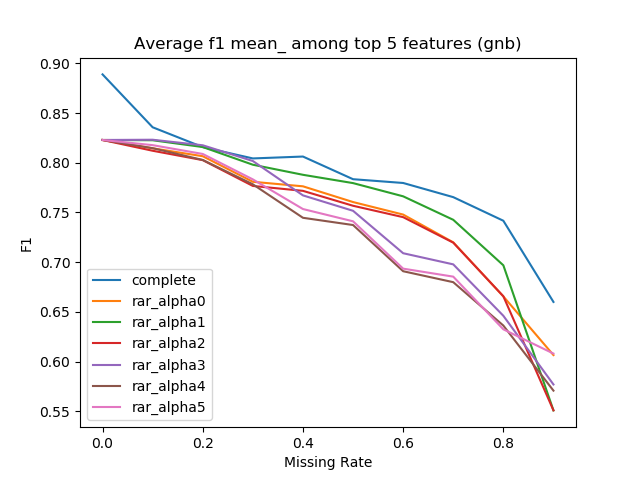 Average f1 mean_ among top 5 features (gnb)
F1
0.90
0.85
0.80
0.75
0.70
0.65
0.60
0.55
complete
rar_alpha0
rar_alpha1
rar_alpha2
rar_alpha3
rar_alpha4
rar_alpha5
0.0 0.2 0.4 0.6 0.8
Missing Rate